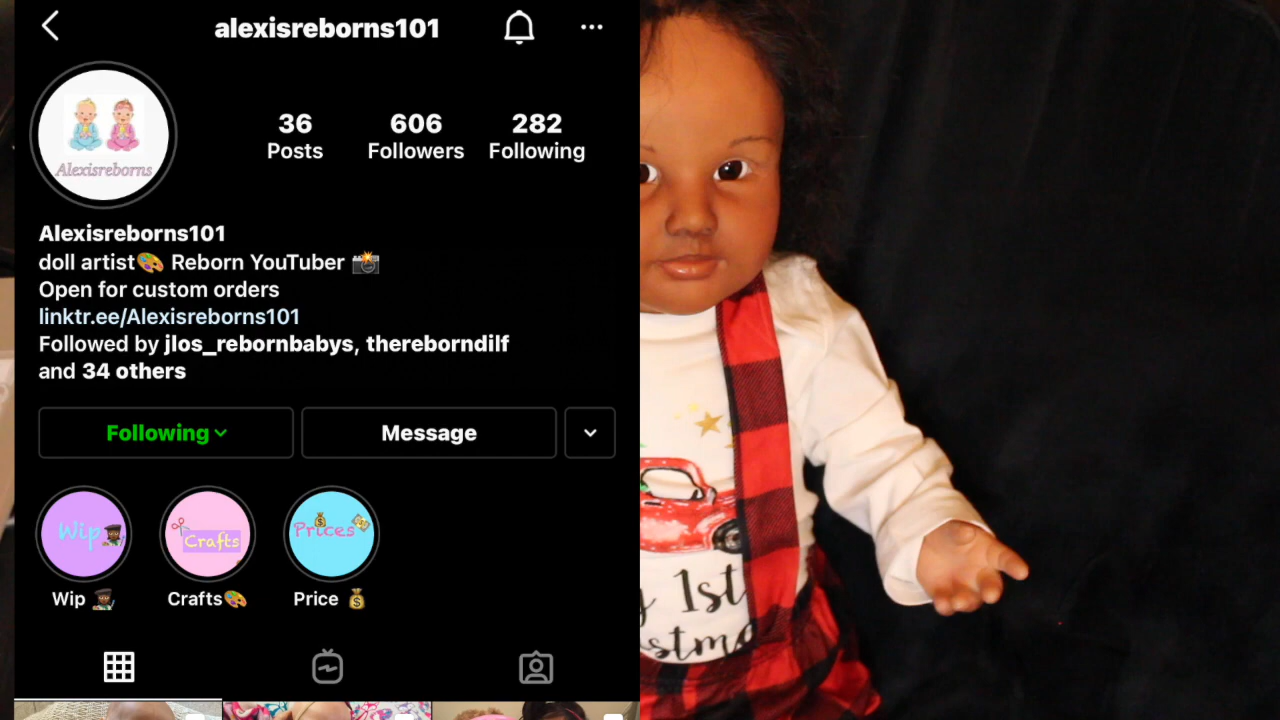 alexisreborns101
36
606
282
Posts
Followers
Following
Alexisreborns
Alexisreborns101
doll artist🎨 Reborn YouTuber 📸
Open for custom orders
linktr.ee/Alexisreborns101
Followed by jlos_rebornbabys, thereborndilf
and 34 others
Following
Message
Wip
Crafts
Prices
Wip 👨🏾‍🎨
Crafts🎨
Price 💰
1st